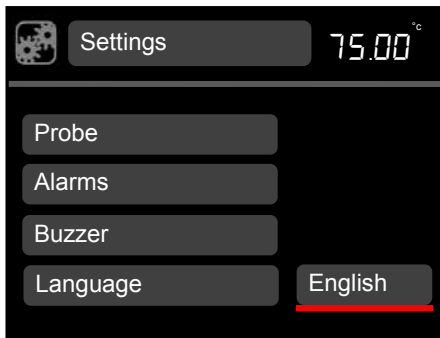 Settings
75.00°c
Probe
Alarms
Buzzer
Language English